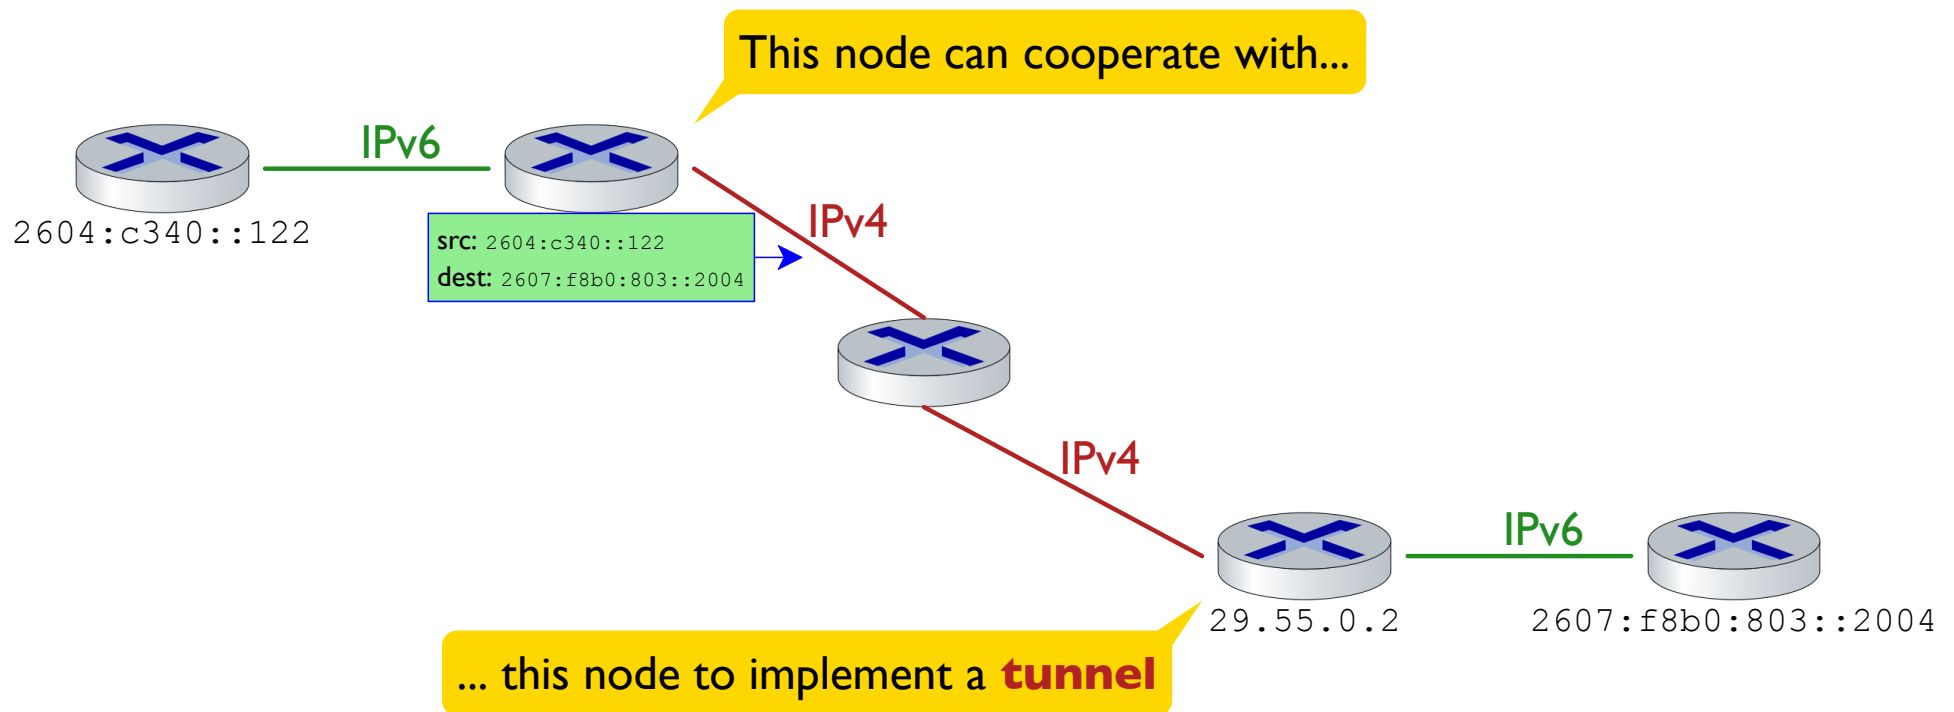 This node can cooperate with...
IPv6
2604:c340::122
IPv4
src: 2604:c340::122
dest: 2607:f8b0:803::2004
IPv4
IPv6
29.55.0.2
2607:f8b0:803::2004
... this node to implement a tunnel